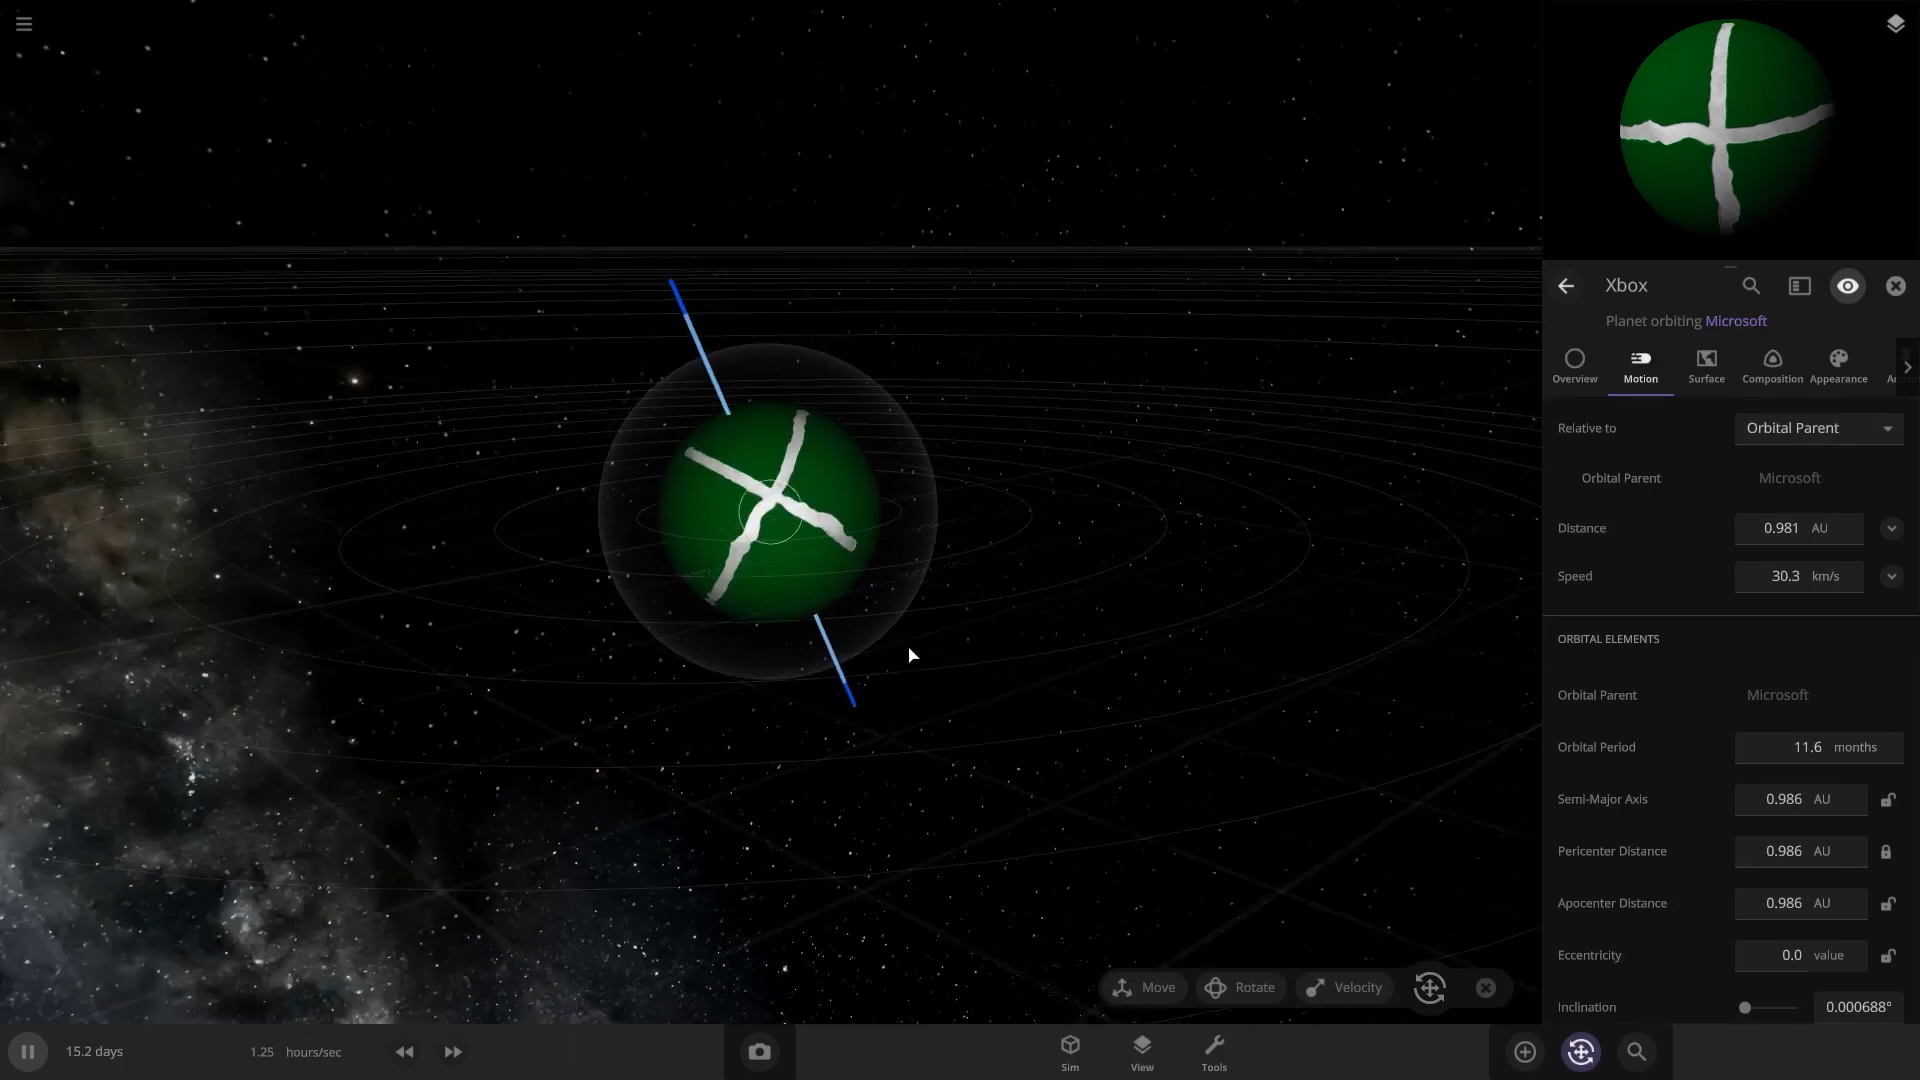 Xbox
Planet orbiting Microsoft
Overview
Motion
Surface
Composition
Appearance
Relative to
Orbital Parent
Orbital Parent
Microsoft
Distance
0.981 AU
Speed
30.3 km/s
ORBITAL ELEMENTS
Orbital Parent
Microsoft
Orbital Period
11.6 months
Semi-Major Axis
0.986 AU
Pericenter Distance
0.986 AU
Apocenter Distance
0.986 AU
Eccentricity
0.0 value
Inclination
0.000688°
Move
Rotate
Velocity
15.2 days
1.25 hours/sec
Sim
View
Tools